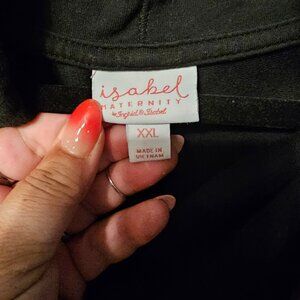 isabel
MATERNITY
by Ingrid & Isabel
XXL
MADE IN
VIETNAM